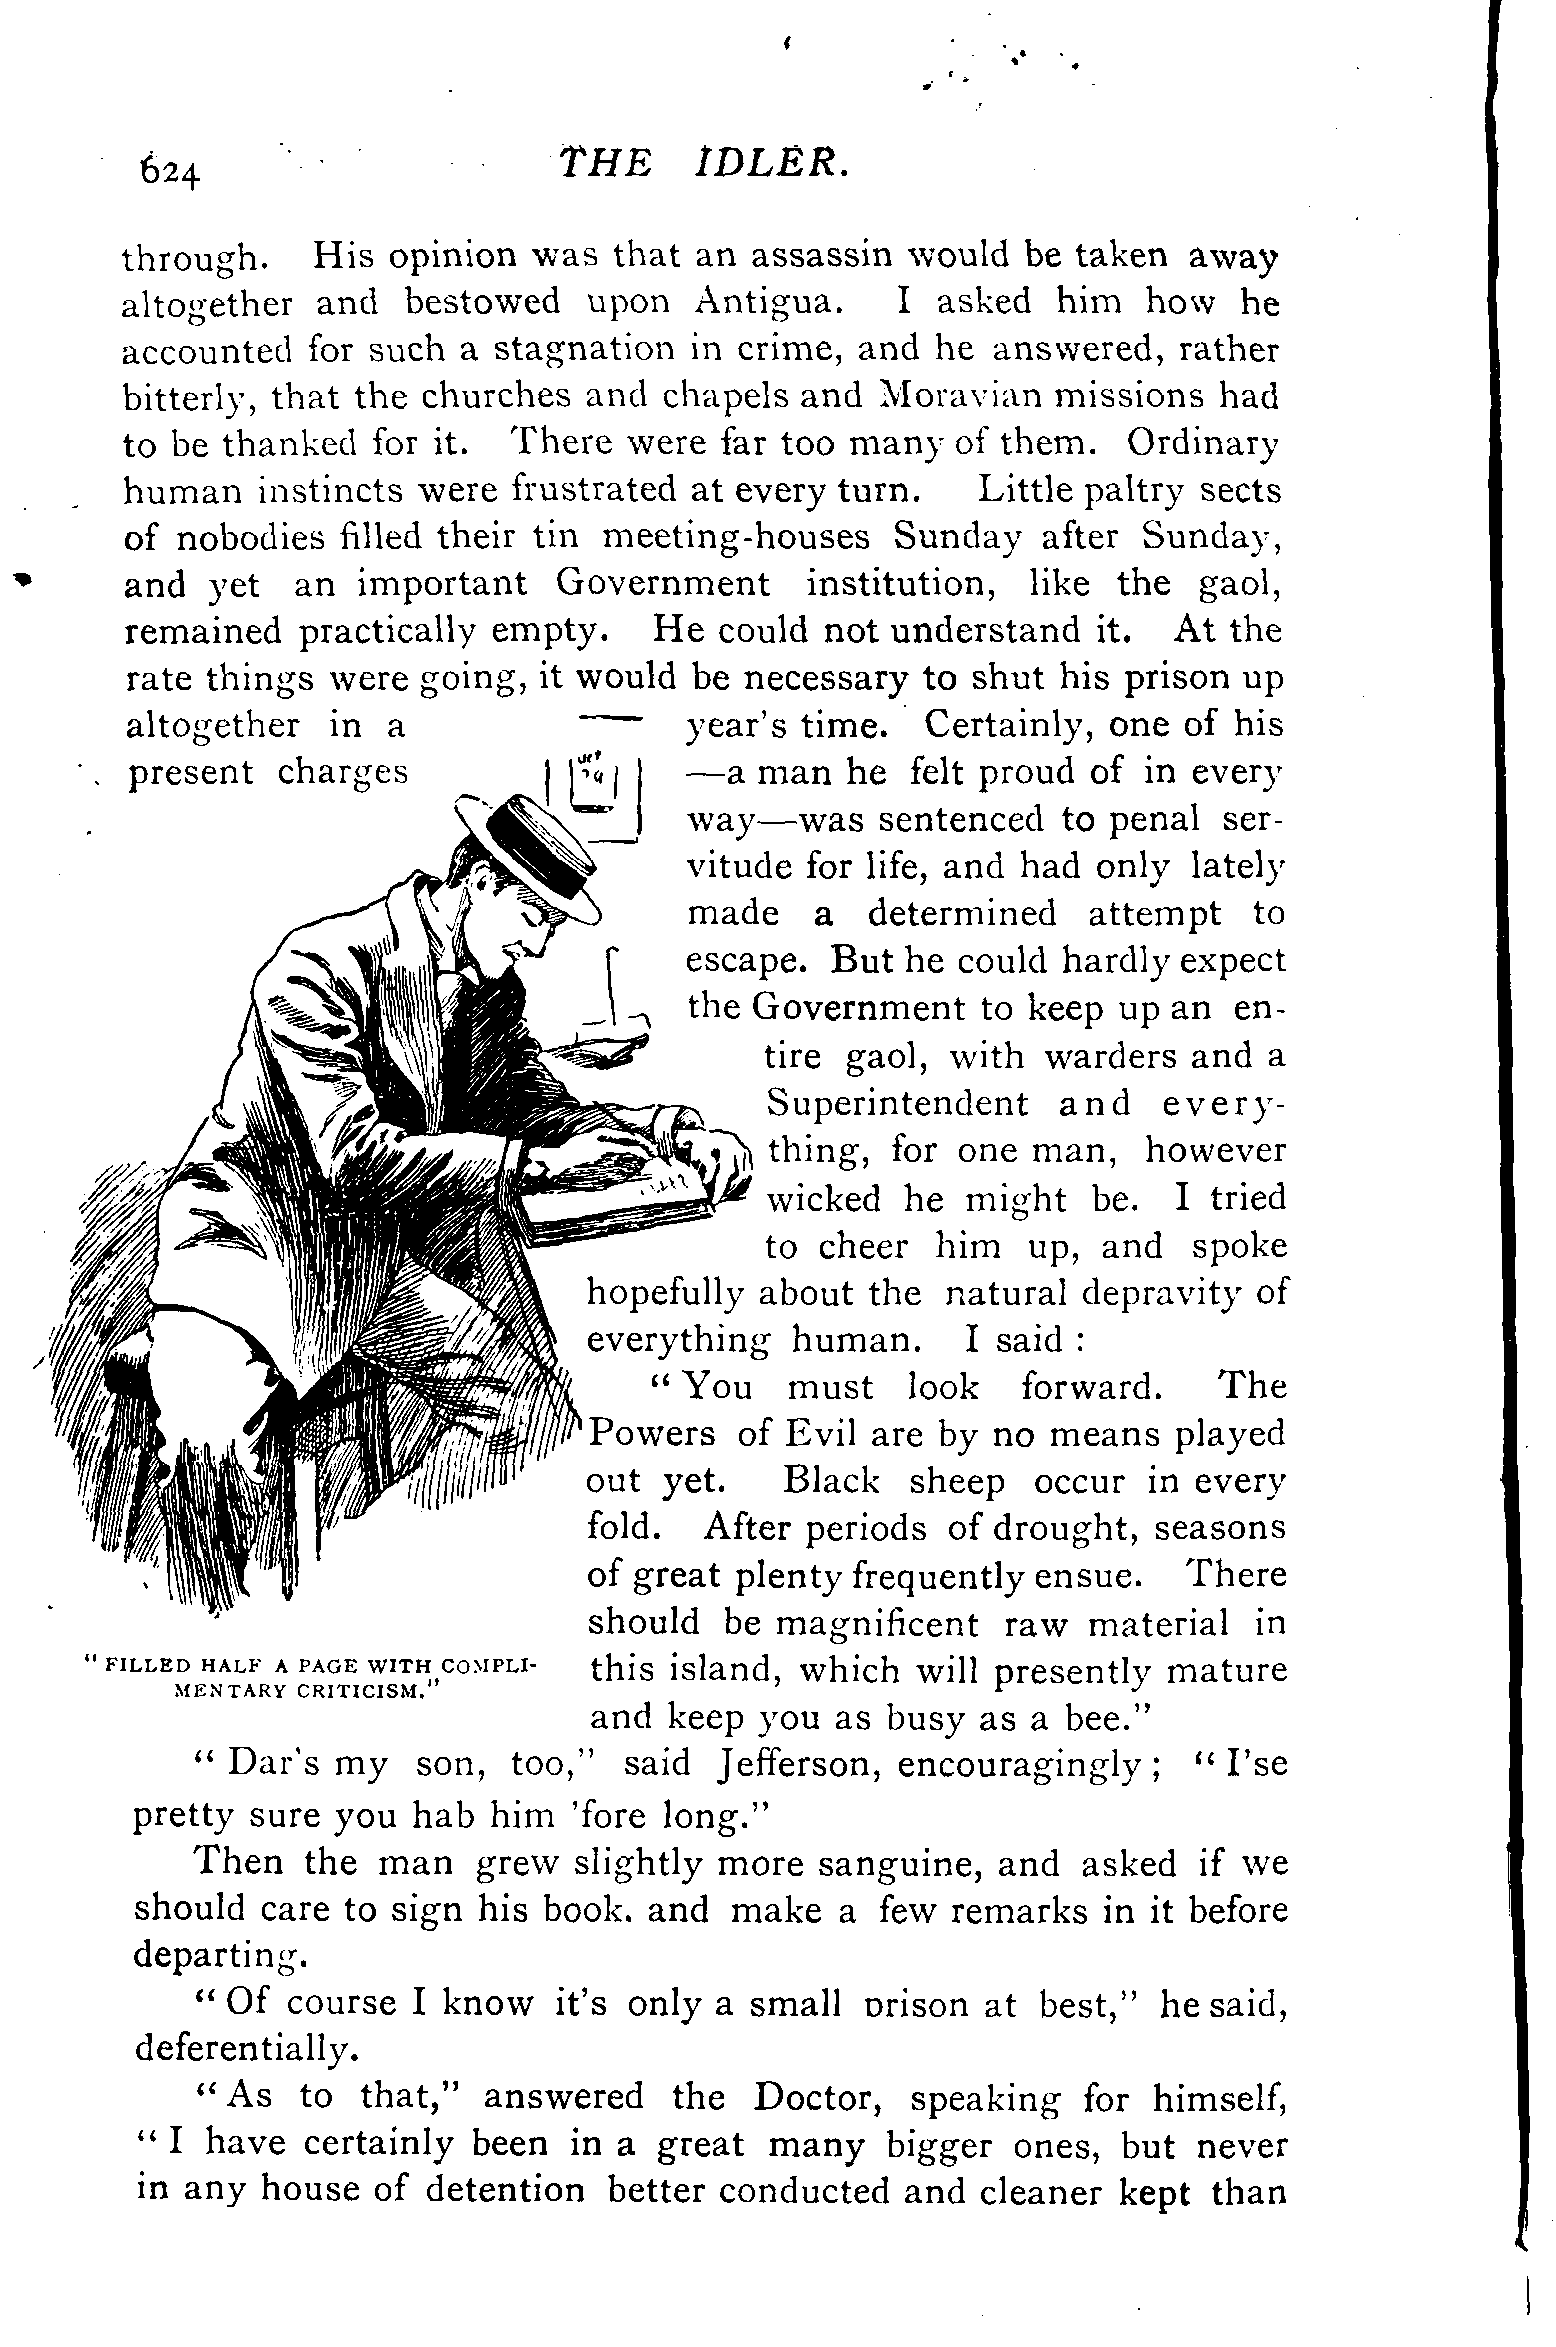 624
THE IDLER.
through. His opinion was that an assassin would be taken away
altogether and bestowed upon Antigua. I asked him how he
accounted for such a stagnation in crime, and he answered, rather
bitterly, that the churches and chapels and Moravian missions had
to be thanked for it. There were far too many of them. Ordinary
human instincts were frustrated at every turn. Little paltry sects
of nobodies filled their tin meeting-houses Sunday after Sunday,
and yet an important Government institution, like the gaol,
remained practically empty. He could not understand it. At the
rate things were going, it would be necessary to shut his prison up
altogether in a year's time. Certainly, one of his
present charges —a man he felt proud of in every
way—was sentenced to penal ser-
vitude for life, and had only lately
made a determined attempt to
escape. But he could hardly expect
the Government to keep up an en-
tire gaol, with warders and a
Superintendent and every-
thing, for one man, however
wicked he might be. I tried
to cheer him up, and spoke
hopefully about the natural depravity of
everything human. I said :
" You must look forward. The
Powers of Evil are by no means played
out yet. Black sheep occur in every
fold. After periods of drought, seasons
of great plenty frequently ensue. There
should be magnificent raw material in
this island, which will presently mature
and keep you as busy as a bee."
"FILLED HALF A PAGE WITH COMPLI-
MENTARY CRITICISM."
" Dar's my son, too," said Jefferson, encouragingly ; " I'se
pretty sure you hab him 'fore long."
Then the man grew slightly more sanguine, and asked if we
should care to sign his book. and make a few remarks in it before
departing.
" Of course I know it's only a small prison at best," he said,
deferentially.
" As to that," answered the Doctor, speaking for himself,
" I have certainly been in a great many bigger ones, but never
in any house of detention better conducted and cleaner kept than